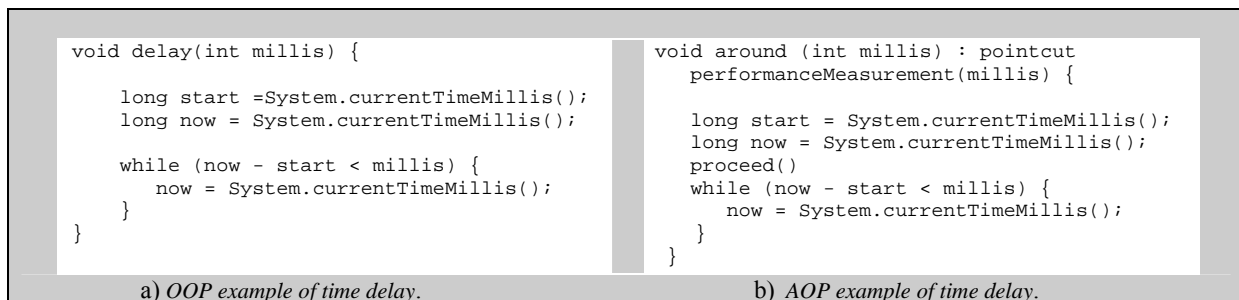 void delay(int millis) {
long start =System.currentTimeMillis();
long now = System.currentTimeMillis();
while (now - start < millis) {
now = System.currentTimeMillis();
}
}
a) OOP example of time delay.
void around (int millis) : pointcut
performanceMeasurement(millis) {
long start = System.currentTimeMillis();
long now = System.currentTimeMillis();
proceed()
while (now - start < millis) {
now = System.currentTimeMillis();
}
}
b) AOP example of time delay.